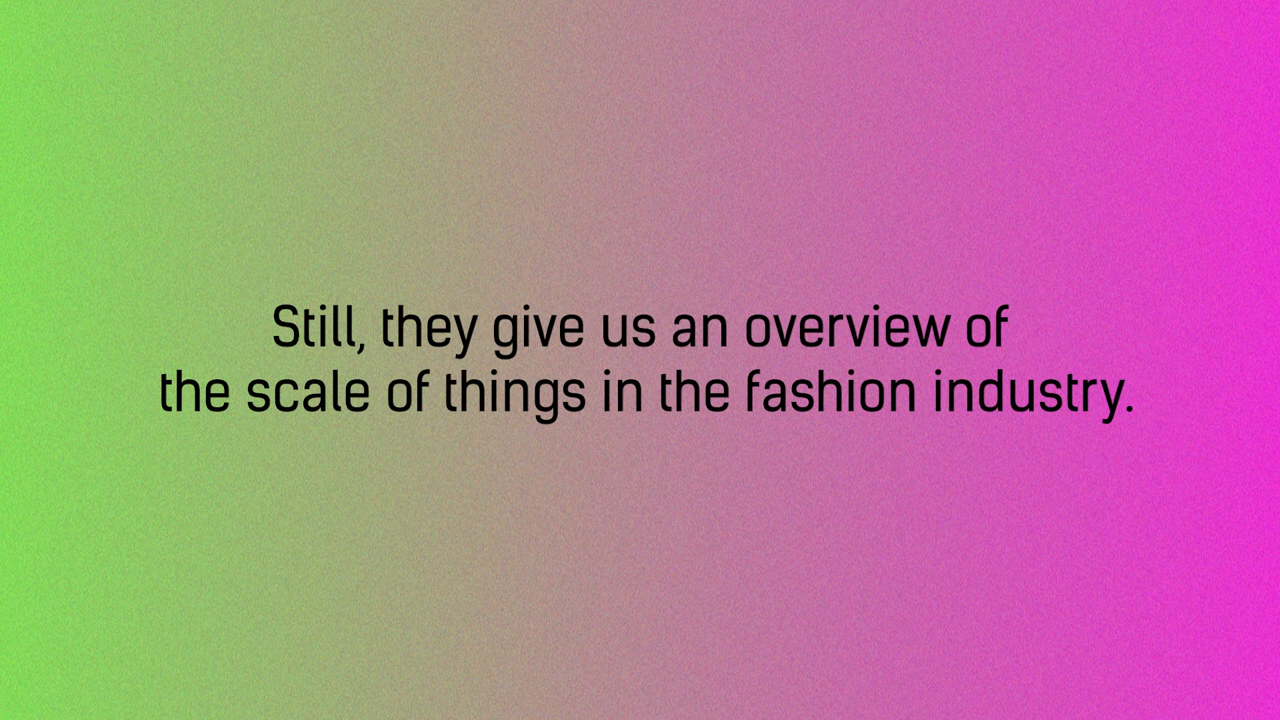 Still, they give us an overview of
the scale of things in the fashion industry.